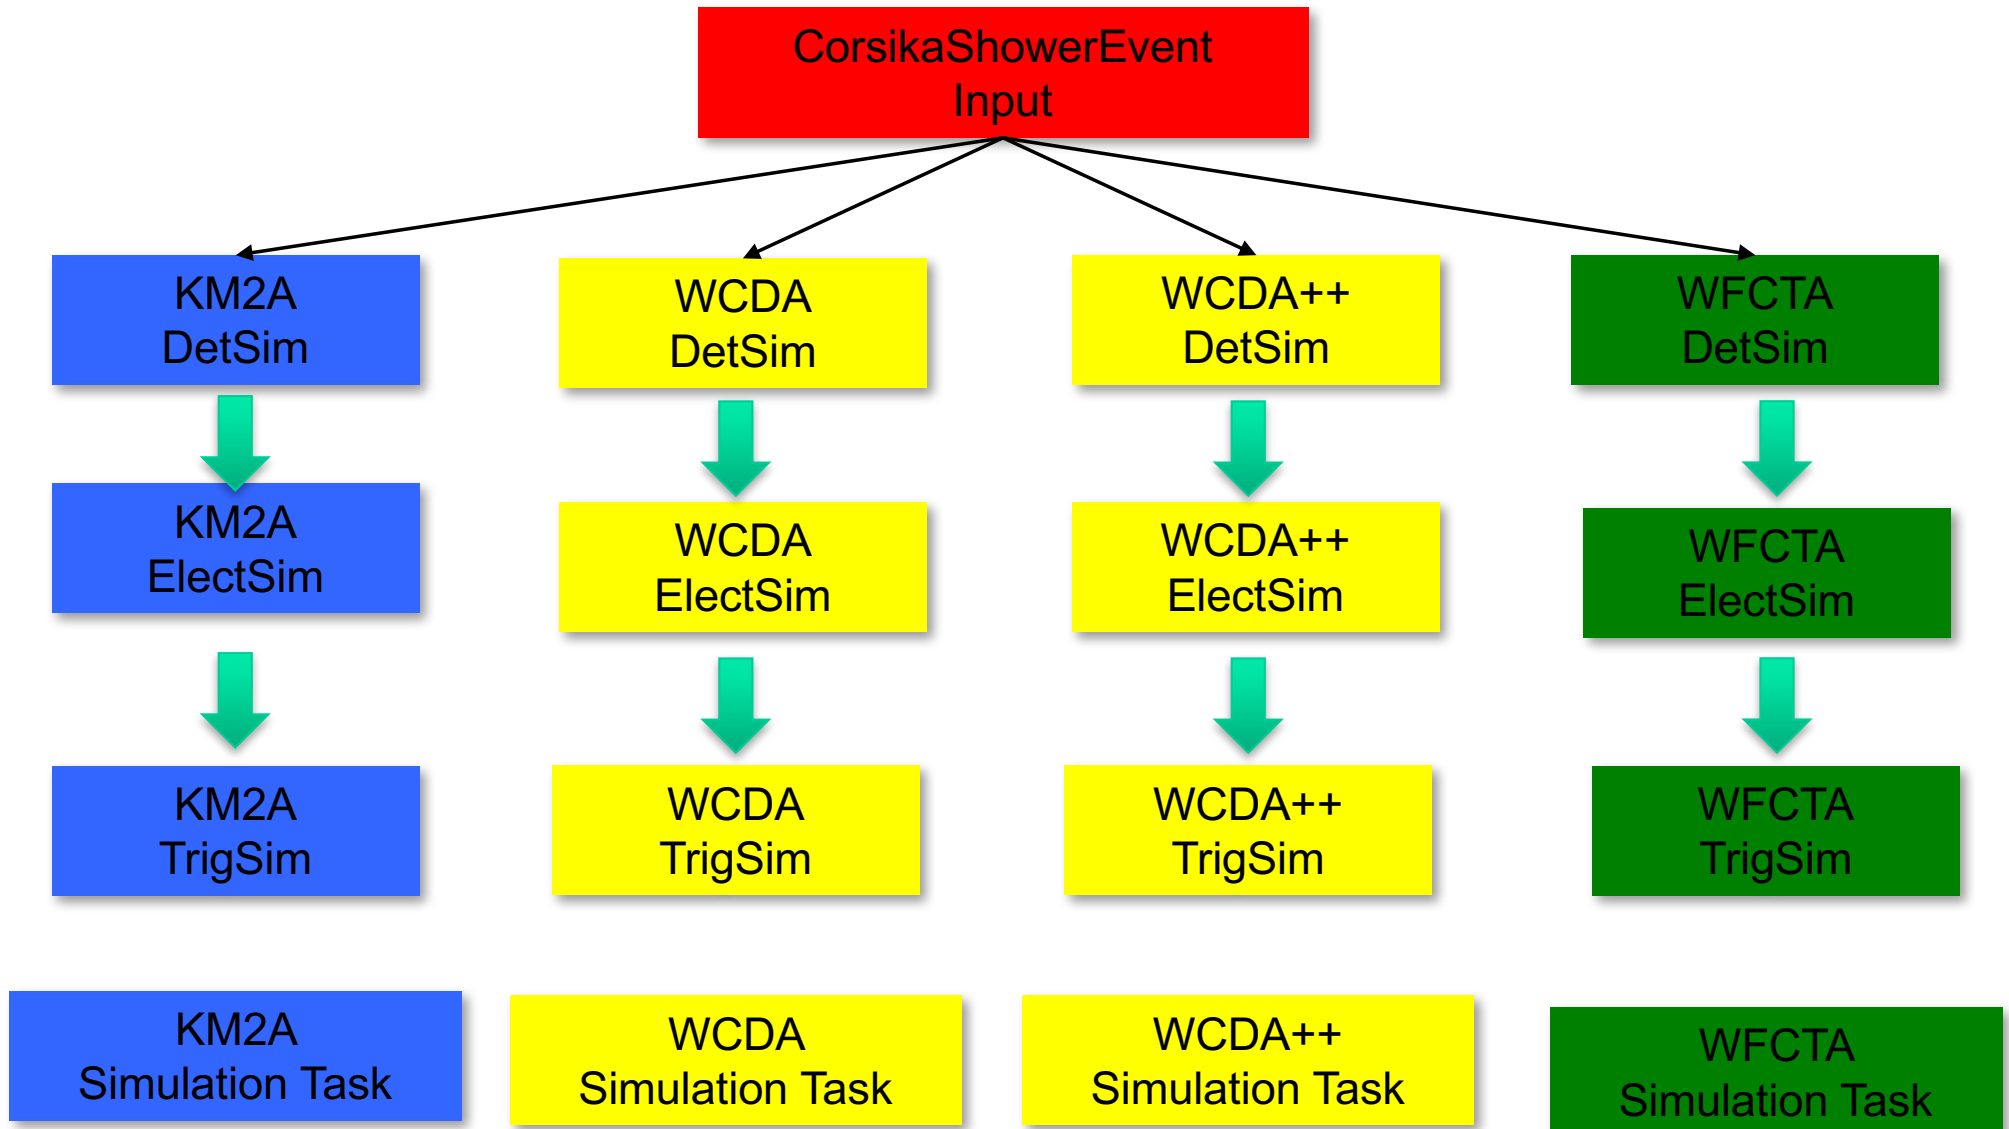 CorsikaShowerEvent
Input
KM2A
DetSim
WCDA
DetSim
WCDA++
DetSim
WFCTA
DetSim
KM2A
ElectSim
WCDA
ElectSim
WCDA++
ElectSim
WFCTA
ElectSim
KM2A
TrigSim
WCDA
TrigSim
WCDA++
TrigSim
WFCTA
TrigSim
KM2A
Simulation Task
WCDA
Simulation Task
WCDA++
Simulation Task
WFCTA
Simulation Task